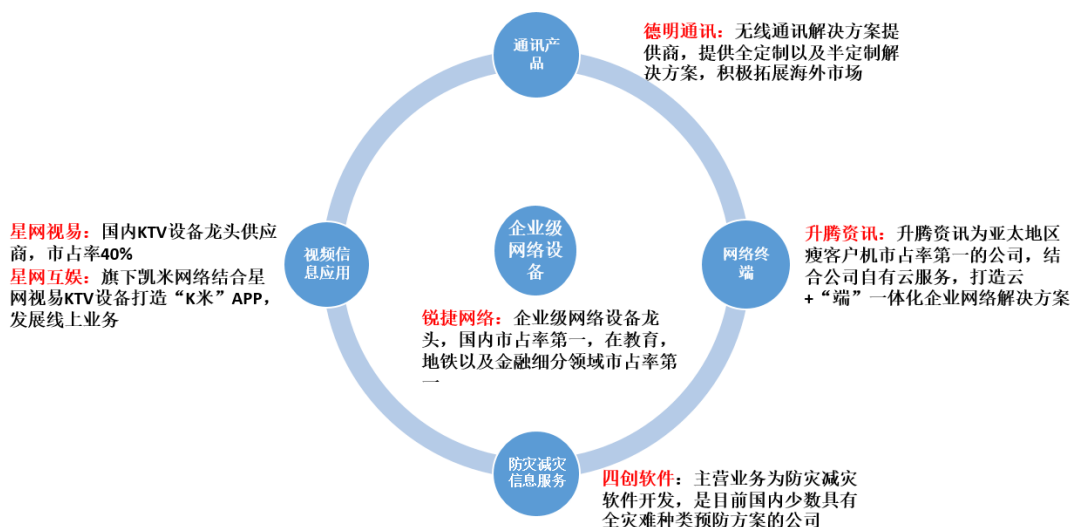 通讯产
品
德明通讯：无线通讯解决方案提
供商，提供全定制以及半定制
解决方案，积极拓展海外市场
星网视易：国内KTV设备龙头供应
商，市占率40%
星网互娱：旗下凯米网络结合星
网视易KTV设备打造“K米”APP，
发展线上业务
视频信
息应用
企业级
网络设
备
锐捷网络：企业级网络设备龙
头，国内市占率第一，在教育，
地铁以及金融细分领域市占率第
一
网络终
端
升腾资讯：升腾资讯为亚太地区
瘦客户机市占率第一的公司，结
合公司自有云服务，打造云
+“端”一体化企业网络解决方案
防灾减灾
信息服务
四创软件：主营业务为防灾减灾
软件开发，是目前国内少数具有
全灾难种类预防方案的公司